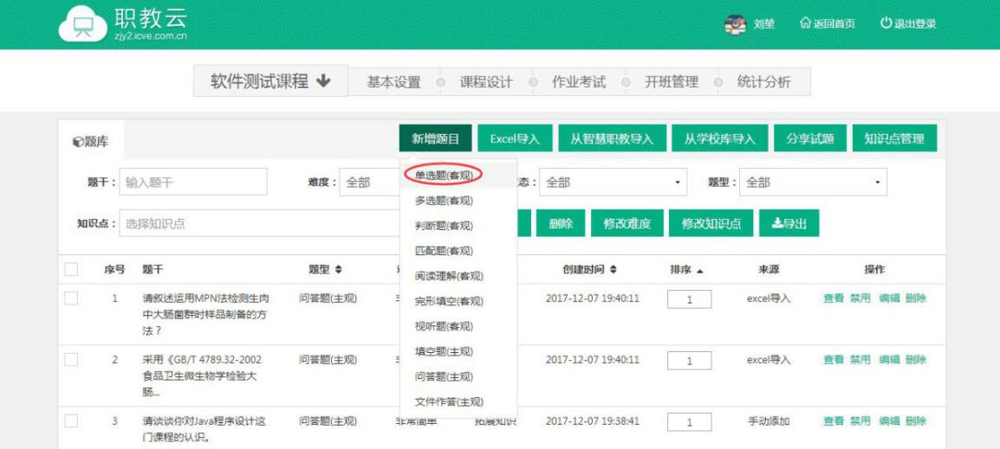 职教云
zjy2.icve.com.cn
刘堃
返回首页
退出登录
软件测试课程
基本设置
课程设计
作业考试
开班管理
统计分析
题库
新增题目
Excel导入
从智慧职教导入
从学校库导入
分享试题
知识点管理
题干：
输入题干
难度：
全部
单选题(客观)
态：
全部
题型：
全部
多选题(客观)
知识点：
选择知识点
判断题(客观)
删除
修改难度
修改知识点
导出
匹配题(客观)
序号
题干
题型
创建时间
排序
来源
操作
阅读理解(客观)
完形填空(客观)
视听题(客观)
填空题(主观)
问答题(主观)
文件作答(主观)
1
请叙述运用MPN法检测生肉
中大肠菌群时样品制备的方
法？
问答题(主观)
2017-12-07 19:40:11
1
excel导入
查看 禁用 编辑 删除
2
采用《GB/T 4789.32-2002
食品卫生微生物学检验大
肠...
问答题(主观)
2017-12-07 19:40:11
1
excel导入
查看 禁用 编辑 删除
3
请谈谈你对Java程序设计这
门课程的认识。
问答题(主观)
非常简单
拓展知识
2017-12-07 19:38:41
1
手动添加
查看 禁用 编辑 删除